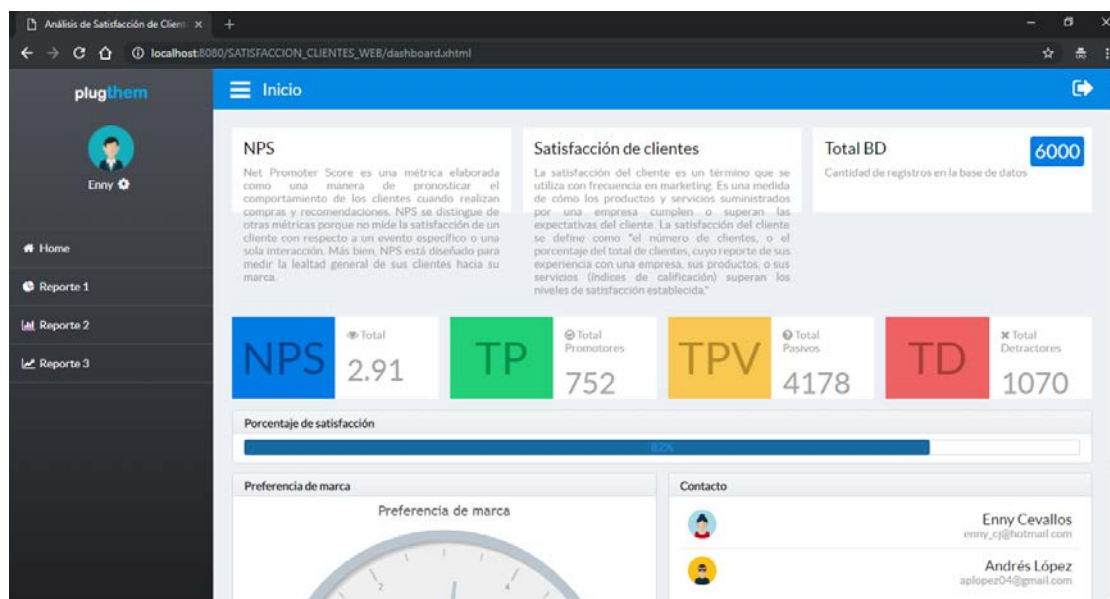 Análisis de Satisfacción de Client
localhost:8080/SATISFACCION_CLIENTES_WEB/dashboard.xhtml
plugthem
Inicio
Enny
Home
Reporte 1
Reporte 2
Reporte 3
NPS
Net Promoter Score es una métrica elaborada
como una manera de pronosticar el
comportamiento de los clientes cuando realizan
compras y recomendaciones. NPS se distingue de
otras métricas porque no mide la satisfacción de un
cliente con respecto a un evento específico o una
sola interacción. Más bien, NPS está diseñado para
medir la lealtad general de sus clientes hacia su
marca.
Satisfacción de clientes
La satisfacción del cliente es un término que se
utiliza con frecuencia en marketing. Es una medida
de cómo los productos y servicios suministrados
por una empresa cumplen o superan las
expectativas del cliente. La satisfacción del cliente
se define como "el número de clientes, o el
porcentaje del total de clientes, cuyo reporte de sus
experiencia con una empresa, sus productos, o sus
servicios (índices de calificación) superan los
niveles de satisfacción establecida."
Total BD
6000
Cantidad de registros en la base de datos
NPS
Total
2.91
TP
Total
Promotores
752
TPV
Total
Pasivos
4178
TD
Total
Detractores
1070
Porcentaje de satisfacción
82%
Preferencia de marca
Preferencia de marca
2
4
Contacto
Enny Cevallos
enny_cj@hotmail.com
Andrés López
aplopez04@gmail.com